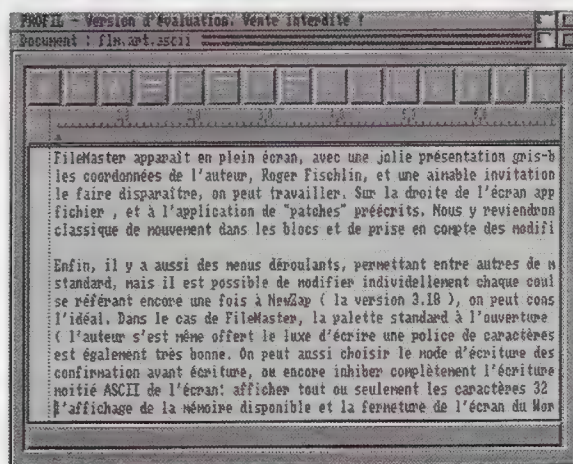 PROFIL - Version d'évaluation. Vente interdite !
Document : flm.art.ascii
FileMaster apparaît en plein écran, avec une jolie présentation gris-b
les coordonnées de l'auteur, Roger Fischlin, et une aimable invitation
le faire disparaître, on peut travailler. Sur la droite de l'écran app
fichier , et à l'application de "patches" préécrits. Nous y reviendron
classique de mouvement dans les blocs et de prise en compte des modifi
Enfin, il y a aussi des menus déroulants, permettant entre autres de m
standard, mais il est possible de modifier individellement chaque coul
se référant encore une fois à NewZap ( la version 3.18 ), on peut cons
l'idéal. Dans le cas de FileMaster, la palette standard à l'ouverture
( l'auteur s'est même offert le luxe d'écrire une police de caractères
est également très bonne. On peut aussi choisir le mode d'écriture des
confirmation avant écriture, ou encore inhiber complètement l'écriture
moitié ASCII de l'écran: afficher tout ou seulement les caractères 32
l'affichage de la mémoire disponible et la fermeture de l'écran du Wor